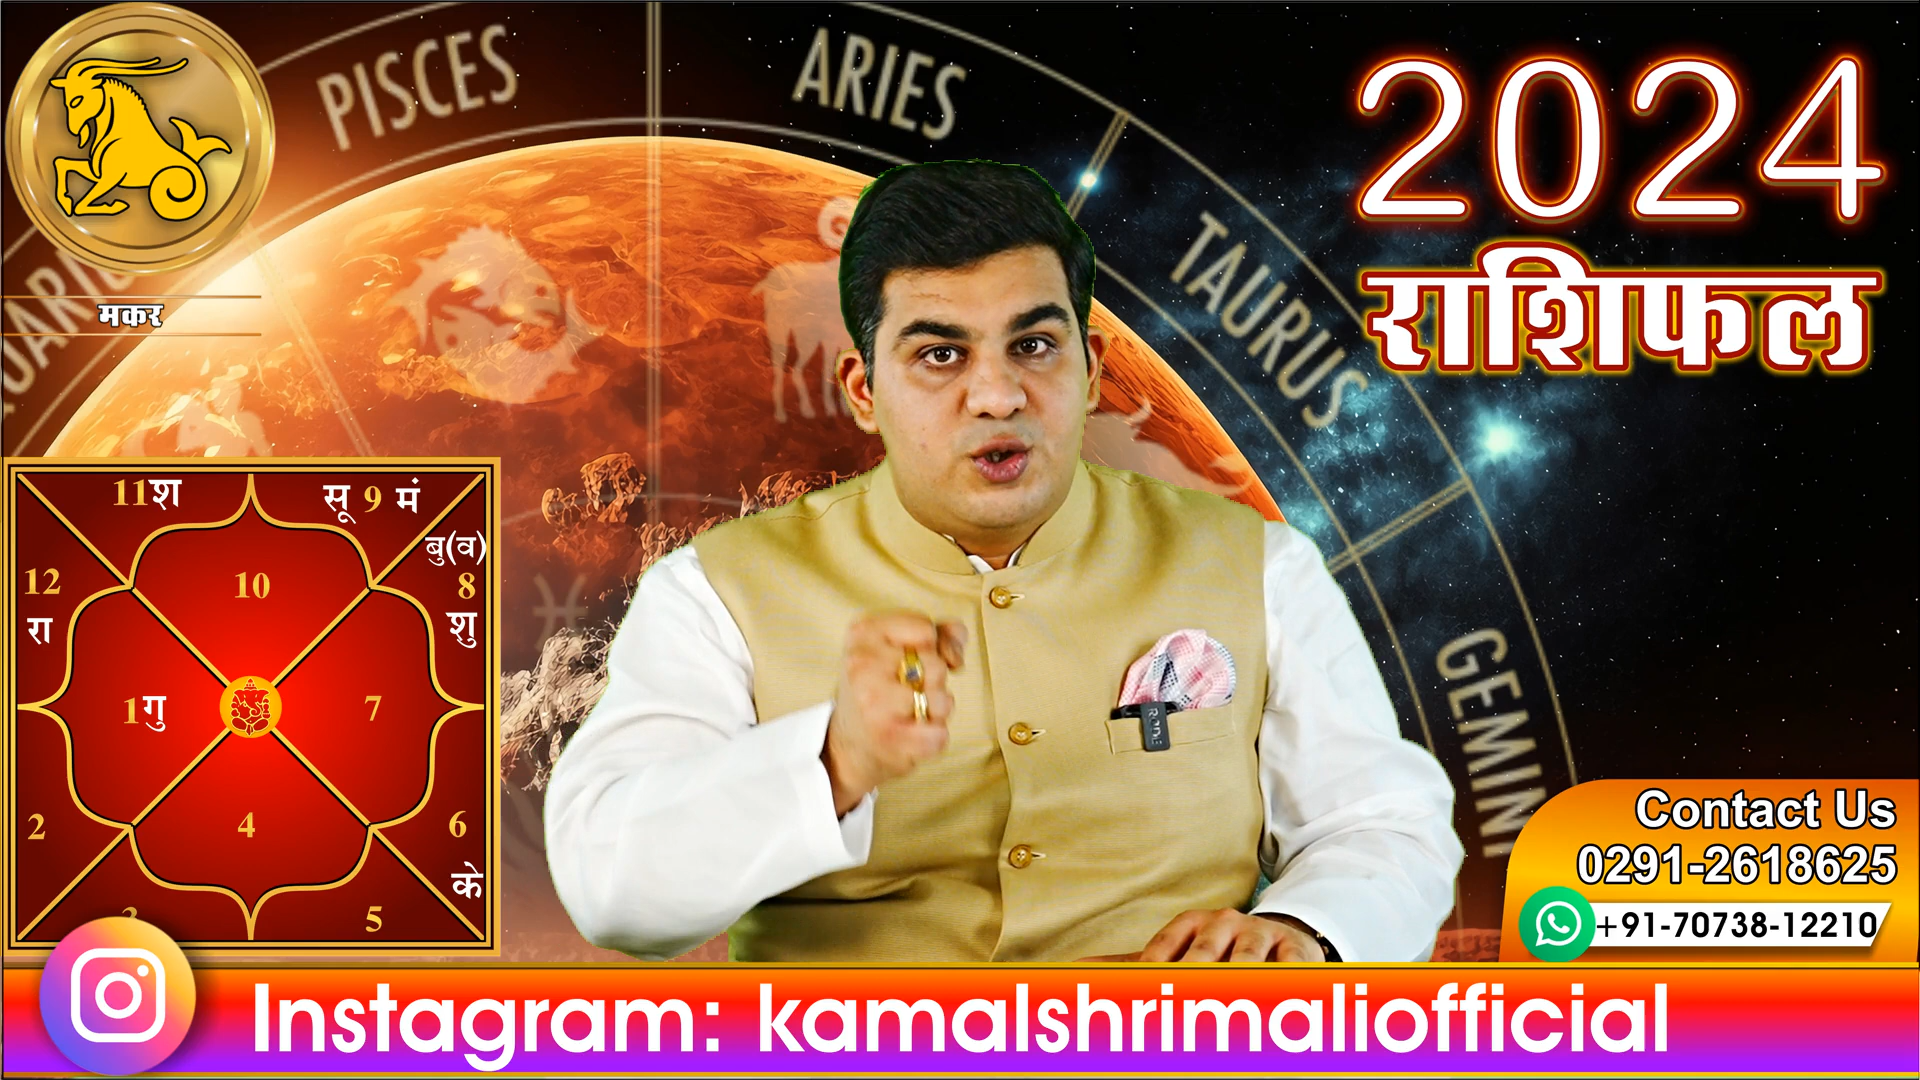 PISCES
ARIES
TAURUS
GEMINI
2024
राशिफल
मकर
11श
सू 9 मं
बु(व)
12
10
8
रा
शु
1गु
7
2
4
6
के
5
RODE
Contact Us
0291-2618625
+91-70738-12210
Instagram: kamalshrimaliofficial